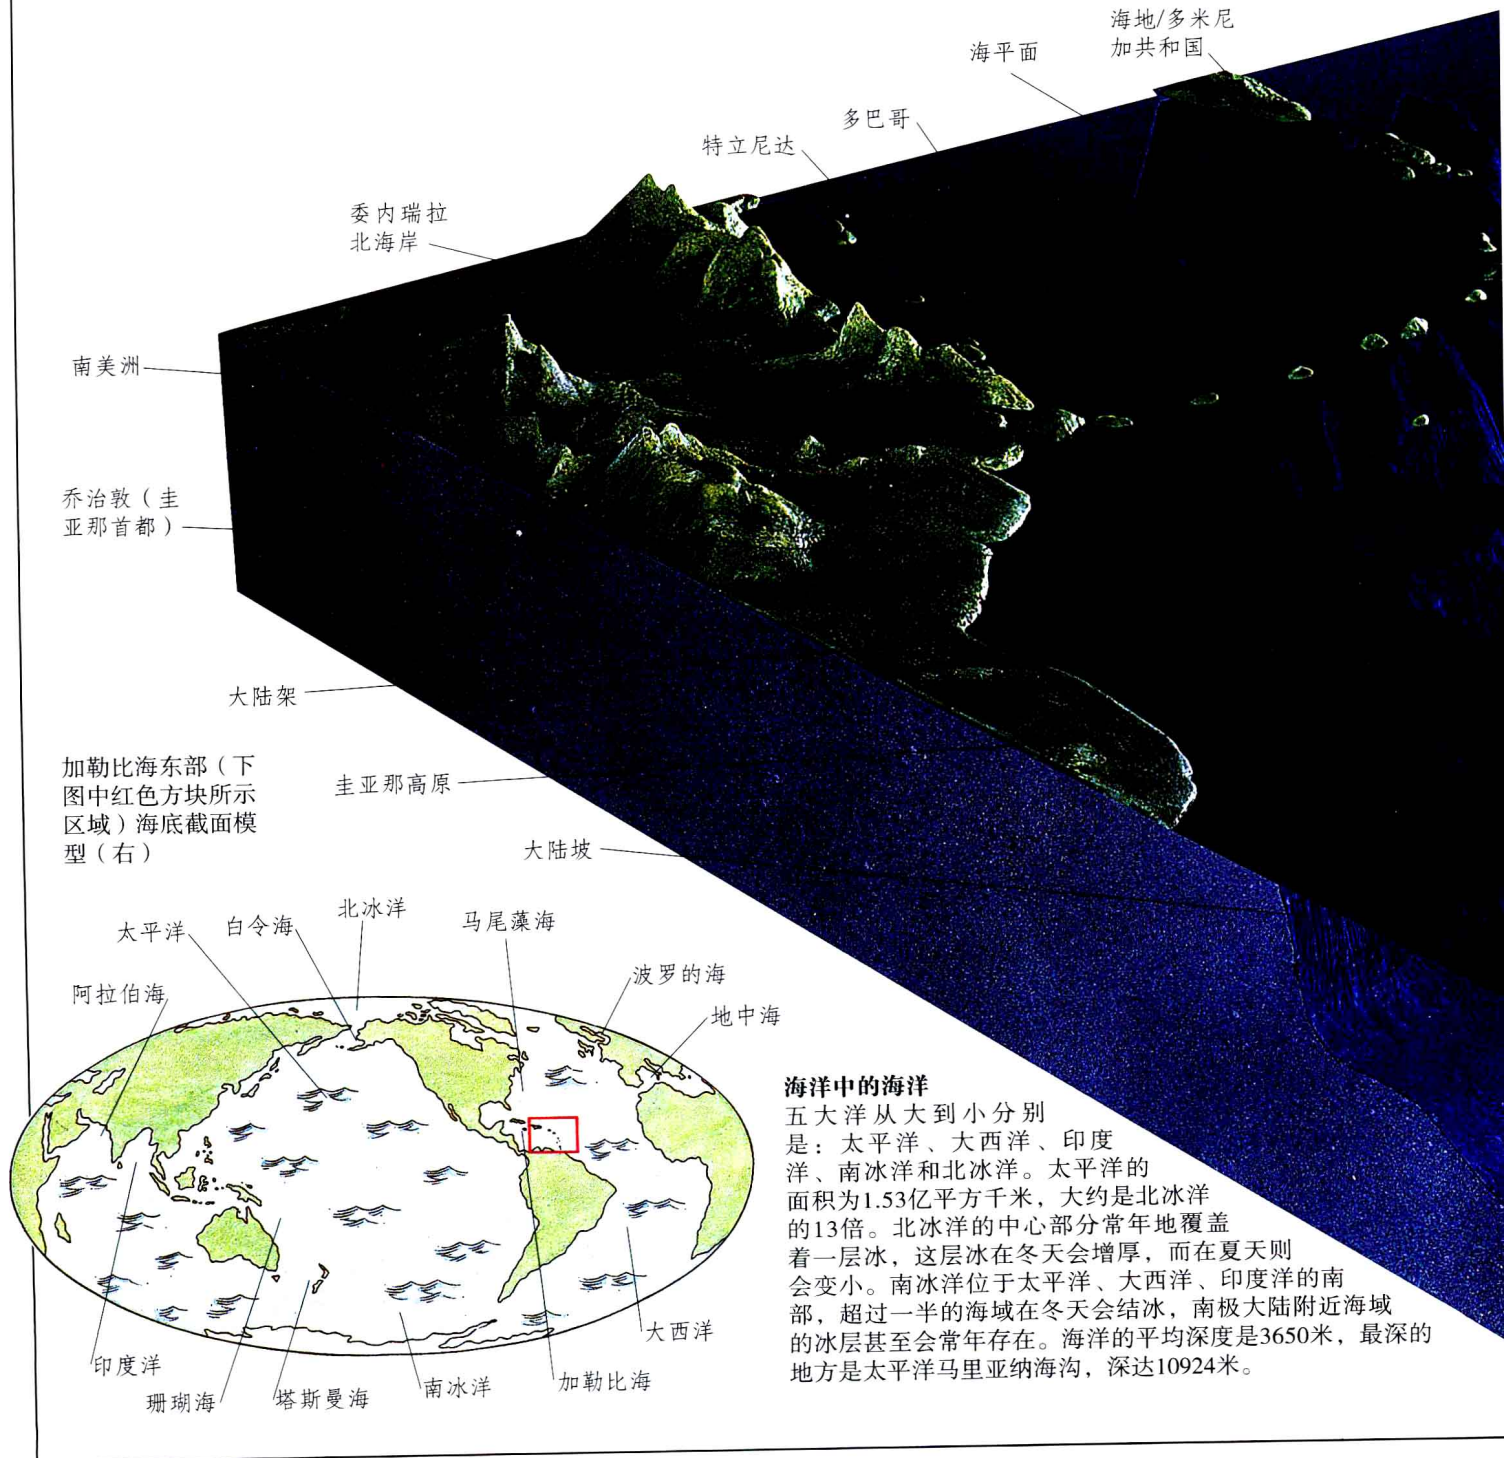 海地/多米尼
加共和国
海平面
多巴哥
特立尼达
委内瑞拉
北海岸
南美洲
乔治敦（圭
亚那首都）
大陆架
圭亚那高原
大陆坡
加勒比海东部（下
图中红色方块所示
区域）海底截面模
型（右）
北冰洋
白令海
太平洋
阿拉伯海
马尾藻海
波罗的海
地中海
印度洋
珊瑚海
塔斯曼海
南冰洋
加勒比海
大西洋
海洋中的海洋
五大洋从大到小分别
是：太平洋、大西洋、印度
洋、南冰洋和北冰洋。太平洋的
面积为1.53亿平方千米，大约是北冰洋
的13倍。北冰洋的中心部分常年地覆盖
着一层冰，这层冰在冬天会增厚，而在夏天则
会变小。南冰洋位于太平洋、大西洋、印度洋的南
部，超过一半的海域在冬天会结冰，南极大陆附近海域
的冰层甚至会常年存在。海洋的平均深度是3650米，最深的
地方是太平洋马里亚纳海沟，深达10924米。